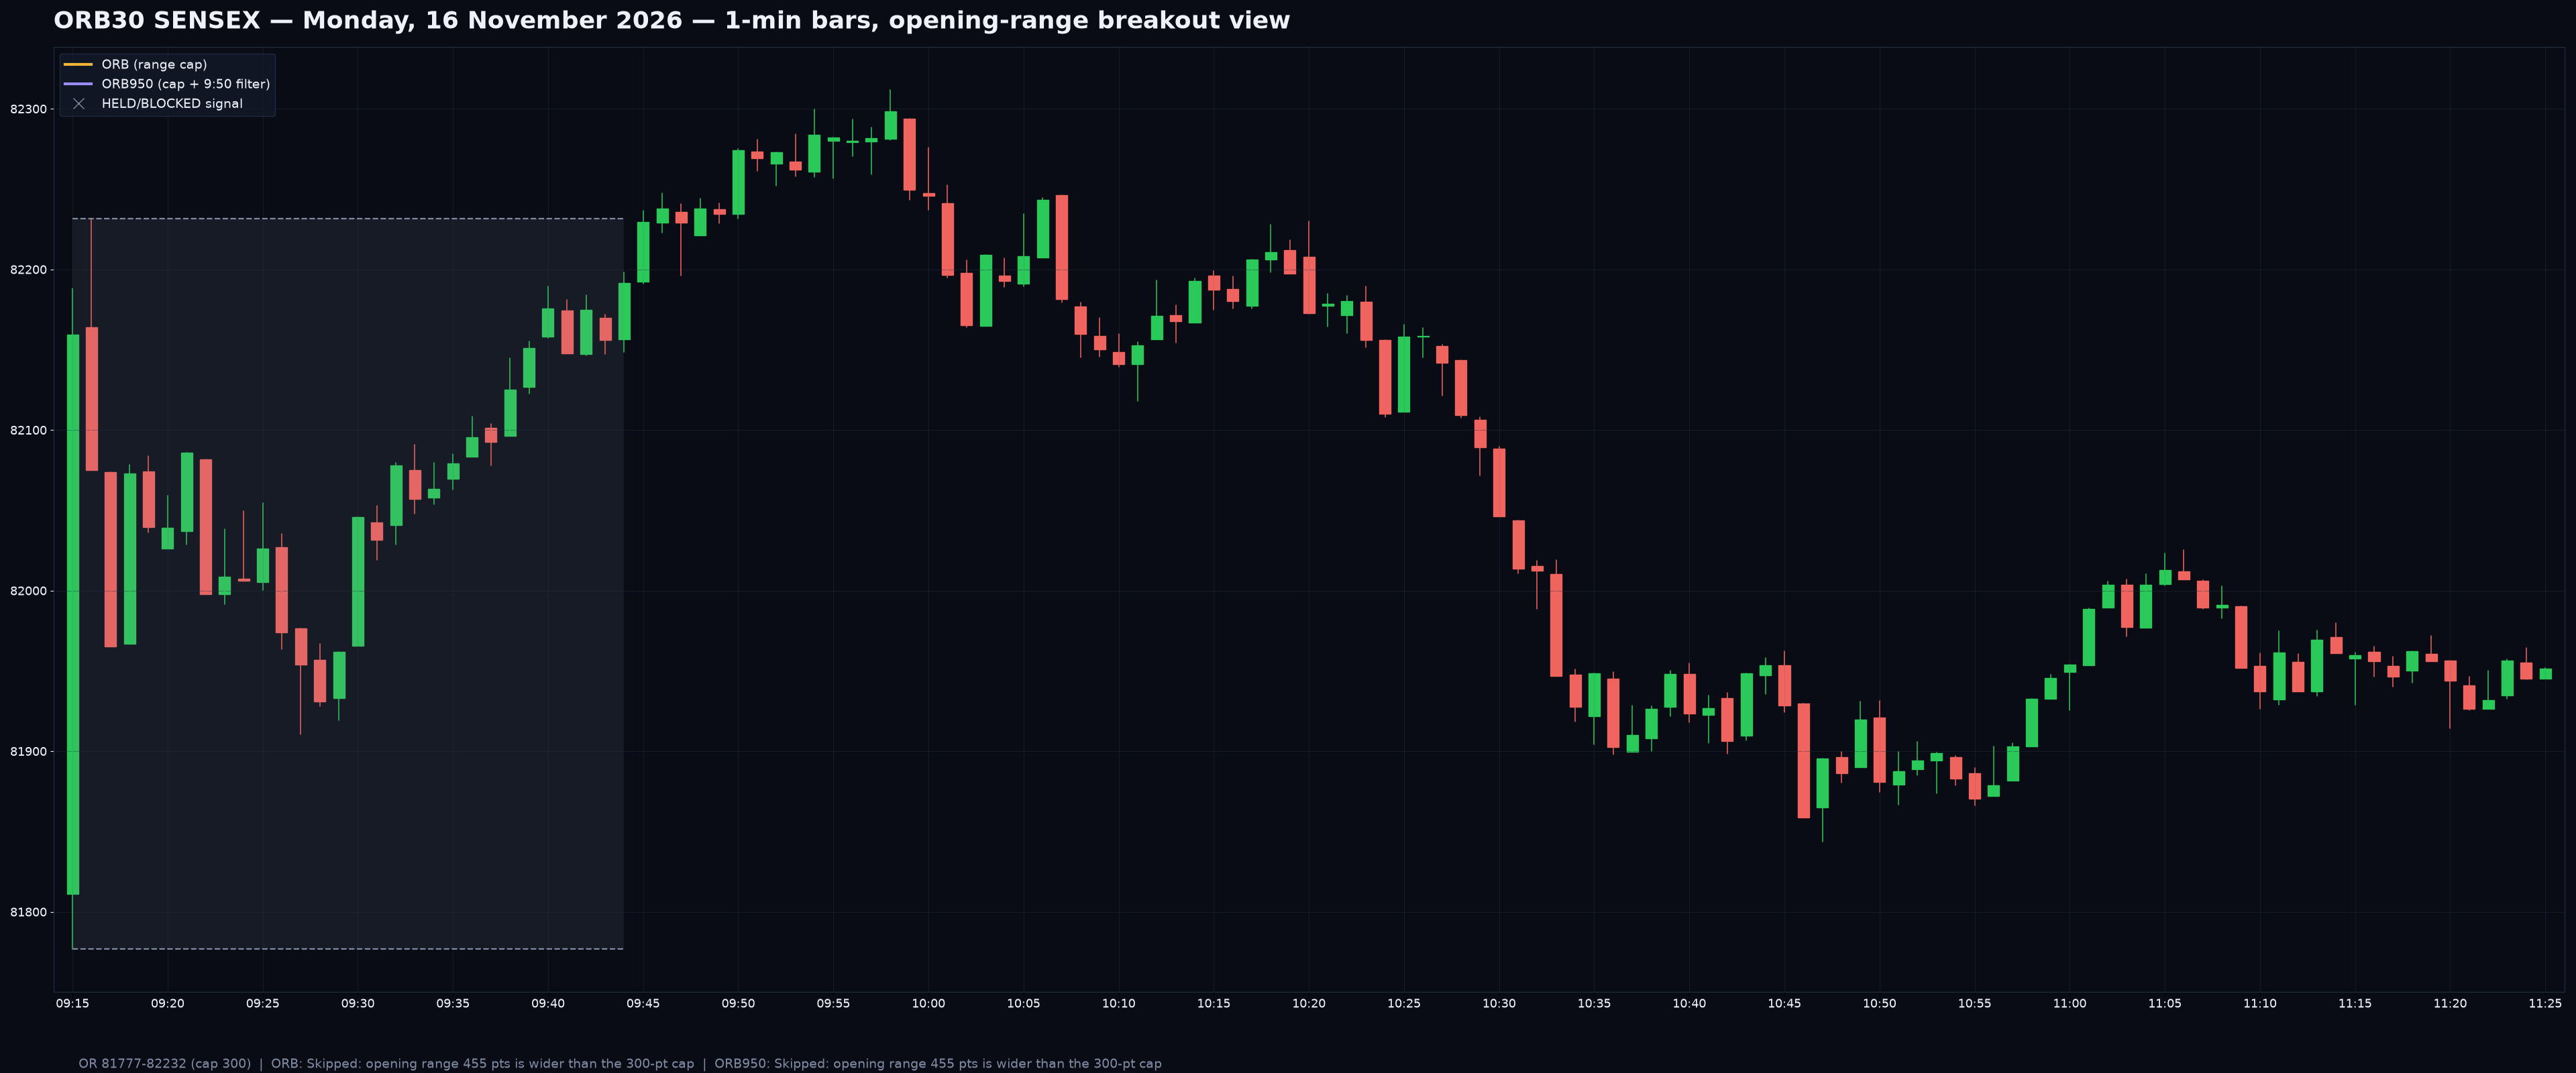 ORB30 SENSEX — Monday, 16 November 2026 — 1-min bars, opening-range breakout view
ORB (range cap)
ORB950 (cap + 9:50 filter)
HELD/BLOCKED signal
82300
82200
82100
82000
81900
81800
09:15 09:20 09:25 09:30 09:35 09:40 09:45 09:50 09:55 10:00 10:05 10:10 10:15 10:20 10:25 10:30 10:35 10:40 10:45 10:50 10:55 11:00 11:05 11:10 11:15 11:20 11:25
OR 81777-82232 (cap 300) | ORB: Skipped: opening range 455 pts is wider than the 300-pt cap | ORB950: Skipped: opening range 455 pts is wider than the 300-pt cap